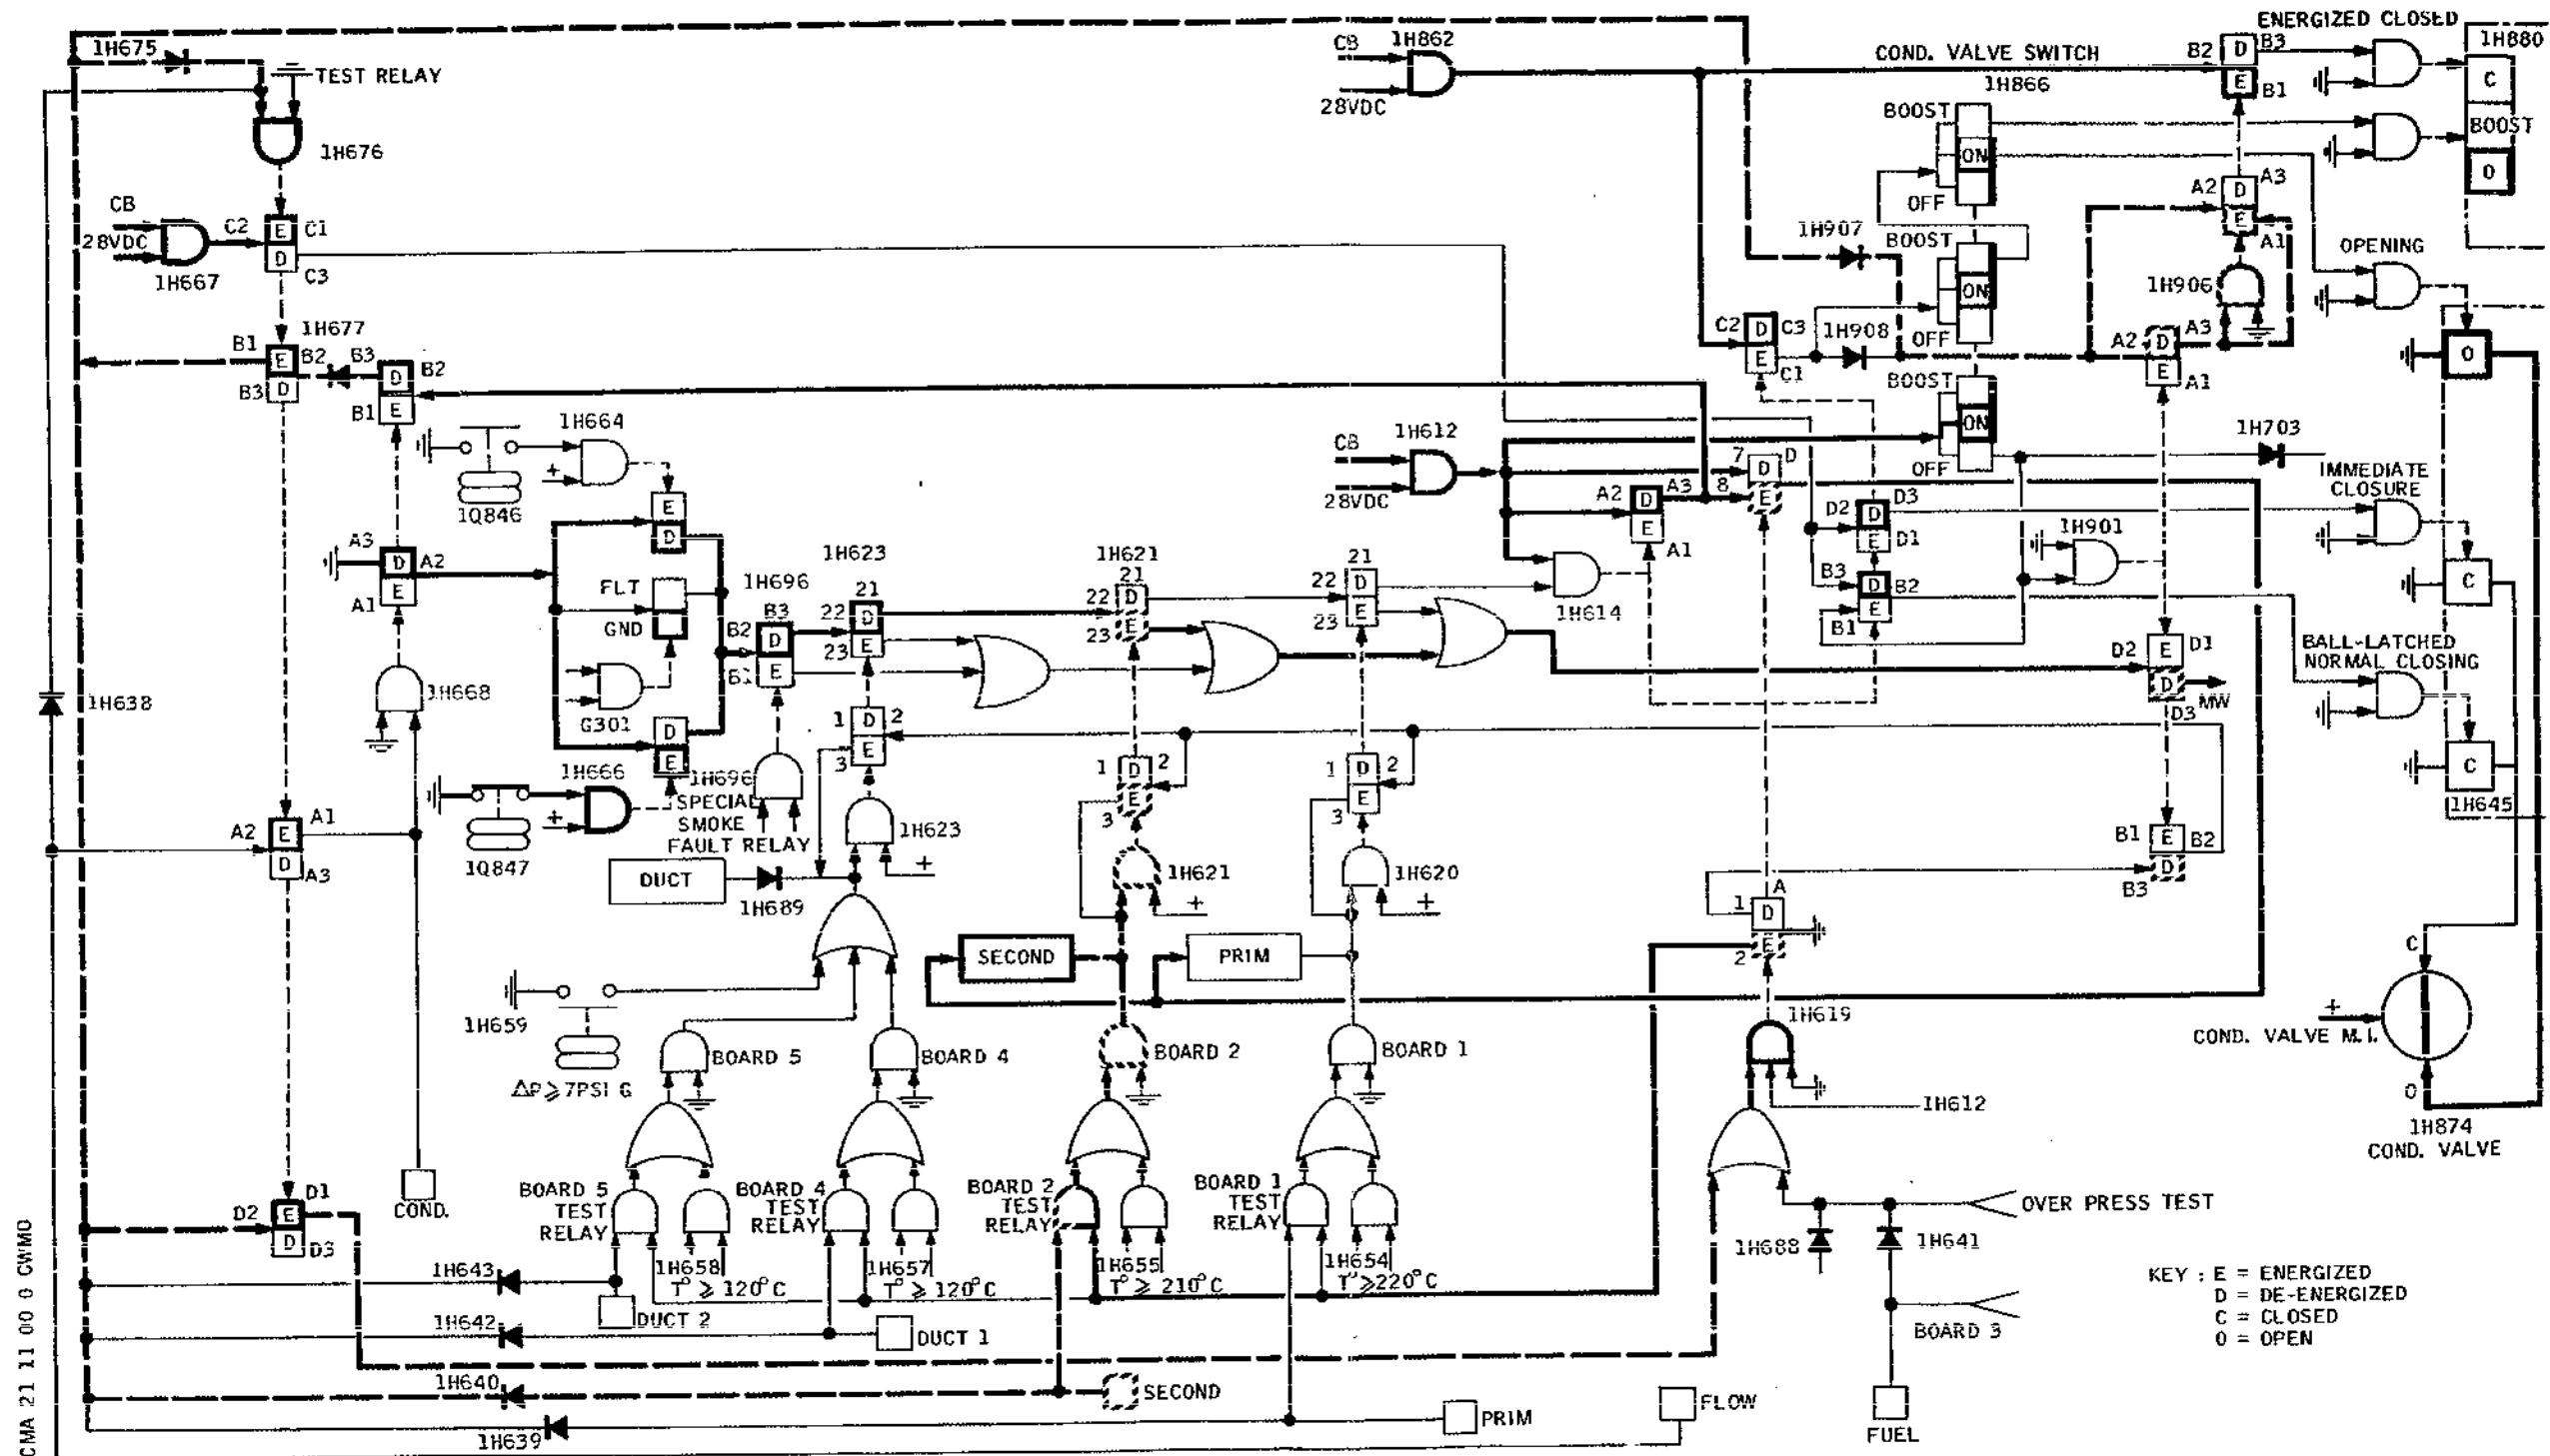 ENERGIZED CLOSED
1H675
CB
1H862
COND. VALVE SWITCH
B2
D
B3
1H880
TEST RELAY
1H866
E
B1
C
28VDC
BOOST
BOOST
1H676
ON
A2
D
A3
O
OFF
E
CB
C2
E
C1
1H907
BOOST
A1
OPENING
28VDC
D
1H667
C3
ON
1H906
1H677
C2
D
C3
1H908
OFF
A2
D
A3
B1
E
B2
B3
D
B2
E
C1
E
A1
O
B3
D
B1
E
BOOST
1H664
ON
CB
1H612
1H703
7
D
D
OFF
IMMEDIATE
CLOSURE
+
E
28VDC
A2
D
A3
8
E
1Q846
D2
D
D3
A3
D
A2
D
1H623
1H621
21
E
A1
E
D1
1H901
A1
E
FLT
1H696
21
22
D
22
D
B3
D
B2
C
GND
B2
B3
D
22
D
E
23
E
23
E
1H614
B1
E
BALL-LATCHED
NORMAL CLOSING
B1
E
23
E
D2
E
D1
1H668
G301
D
MW
1H638
D
1
D
2
D3
E
1H696
E
3
1
D
2
1
D
2
C
1H666
SPECIAL
SMOKE
FAULT RELAY
E
3
E
3
1H645
+
A2
E
A1
1H623
B1
E
B2
D
A3
1Q847
+
DUCT
1H689
1H621
+
1H620
+
B3
D
A
1
D
SECOND
PRIM
2
E
C
1H659
1H619
+
COND. VALVE M.I.
BOARD 5
BOARD 4
BOARD 2
BOARD 1
ΔP⩾7PSI G
1H612
O
1H874
COND. VALVE
D1
D2
E
D
D3
COND.
BOARD 5
TEST
RELAY
BOARD 4
TEST
RELAY
BOARD 2
TEST
RELAY
BOARD 1
TEST
RELAY
OVER PRESS TEST
1H688
1H641
1H643
1H658
T°⩾120°C
1H657
T°⩾120°C
1H655
T°⩾210°C
1H654
T°⩾220°C
KEY : E = ENERGIZED
D = DE-ENERGIZED
C = CLOSED
O = OPEN
DUCT 2
1H642
DUCT 1
BOARD 3
1H640
SECOND
FLOW
PRIM
1H639
FUEL
CMA 21 11 00 0 GWM0